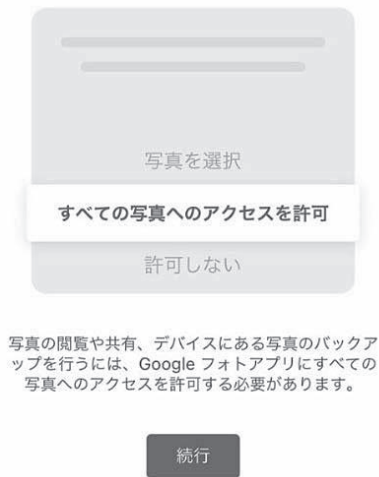 写真を選択
すべての写真へのアクセスを許可
許可しない
写真の閲覧や共有、デバイスにある写真のバックア
ップを行うには、Google フォトアプリにすべての
写真へのアクセスを許可する必要があります。
続行